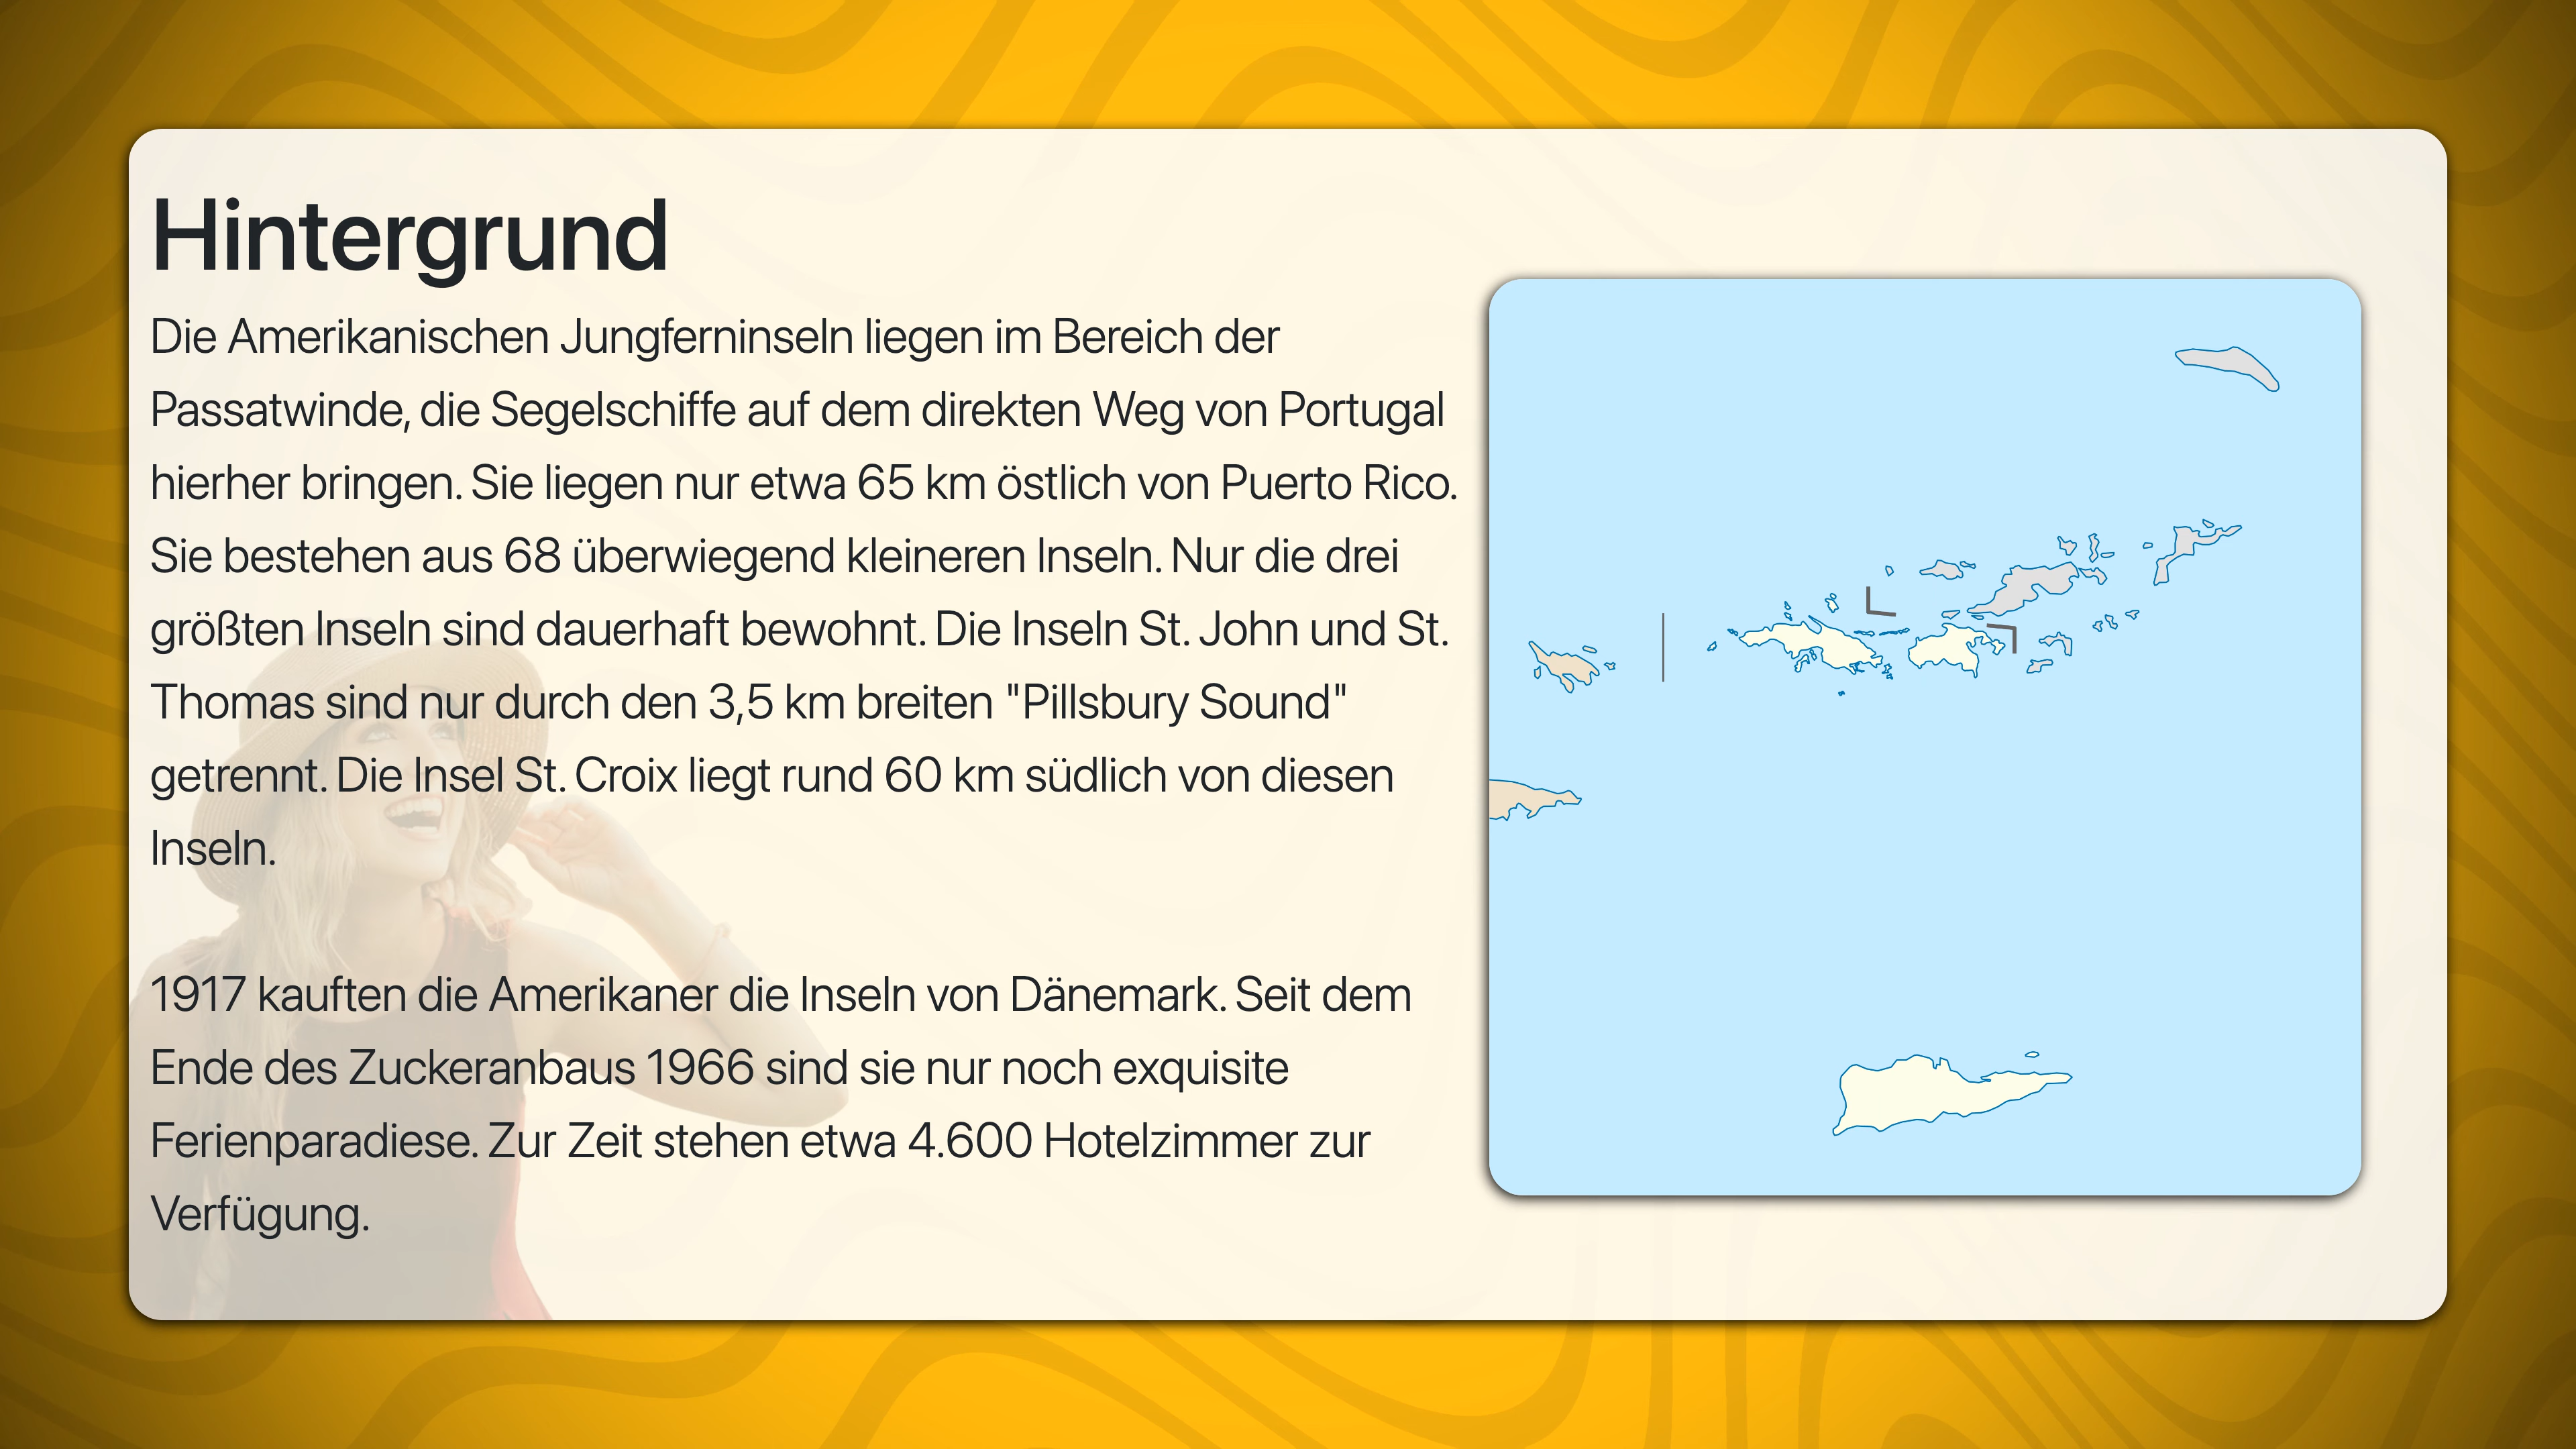 Hintergrund
Die Amerikanischen Jungferninseln liegen im Bereich der
Passatwinde, die Segelschiffe auf dem direkten Weg von Portugal
hierher bringen. Sie liegen nur etwa 65 km östlich von Puerto Rico.
Sie bestehen aus 68 überwiegend kleineren Inseln. Nur die drei
größten Inseln sind dauerhaft bewohnt. Die Inseln St. John und St.
Thomas sind nur durch den 3,5 km breiten "Pillsbury Sound"
getrennt. Die Insel St. Croix liegt rund 60 km südlich von diesen
Inseln.
1917 kauften die Amerikaner die Inseln von Dänemark. Seit dem
Ende des Zuckeranbaus 1966 sind sie nur noch exquisite
Ferienparadiese. Zur Zeit stehen etwa 4.600 Hotelzimmer zur
Verfügung.